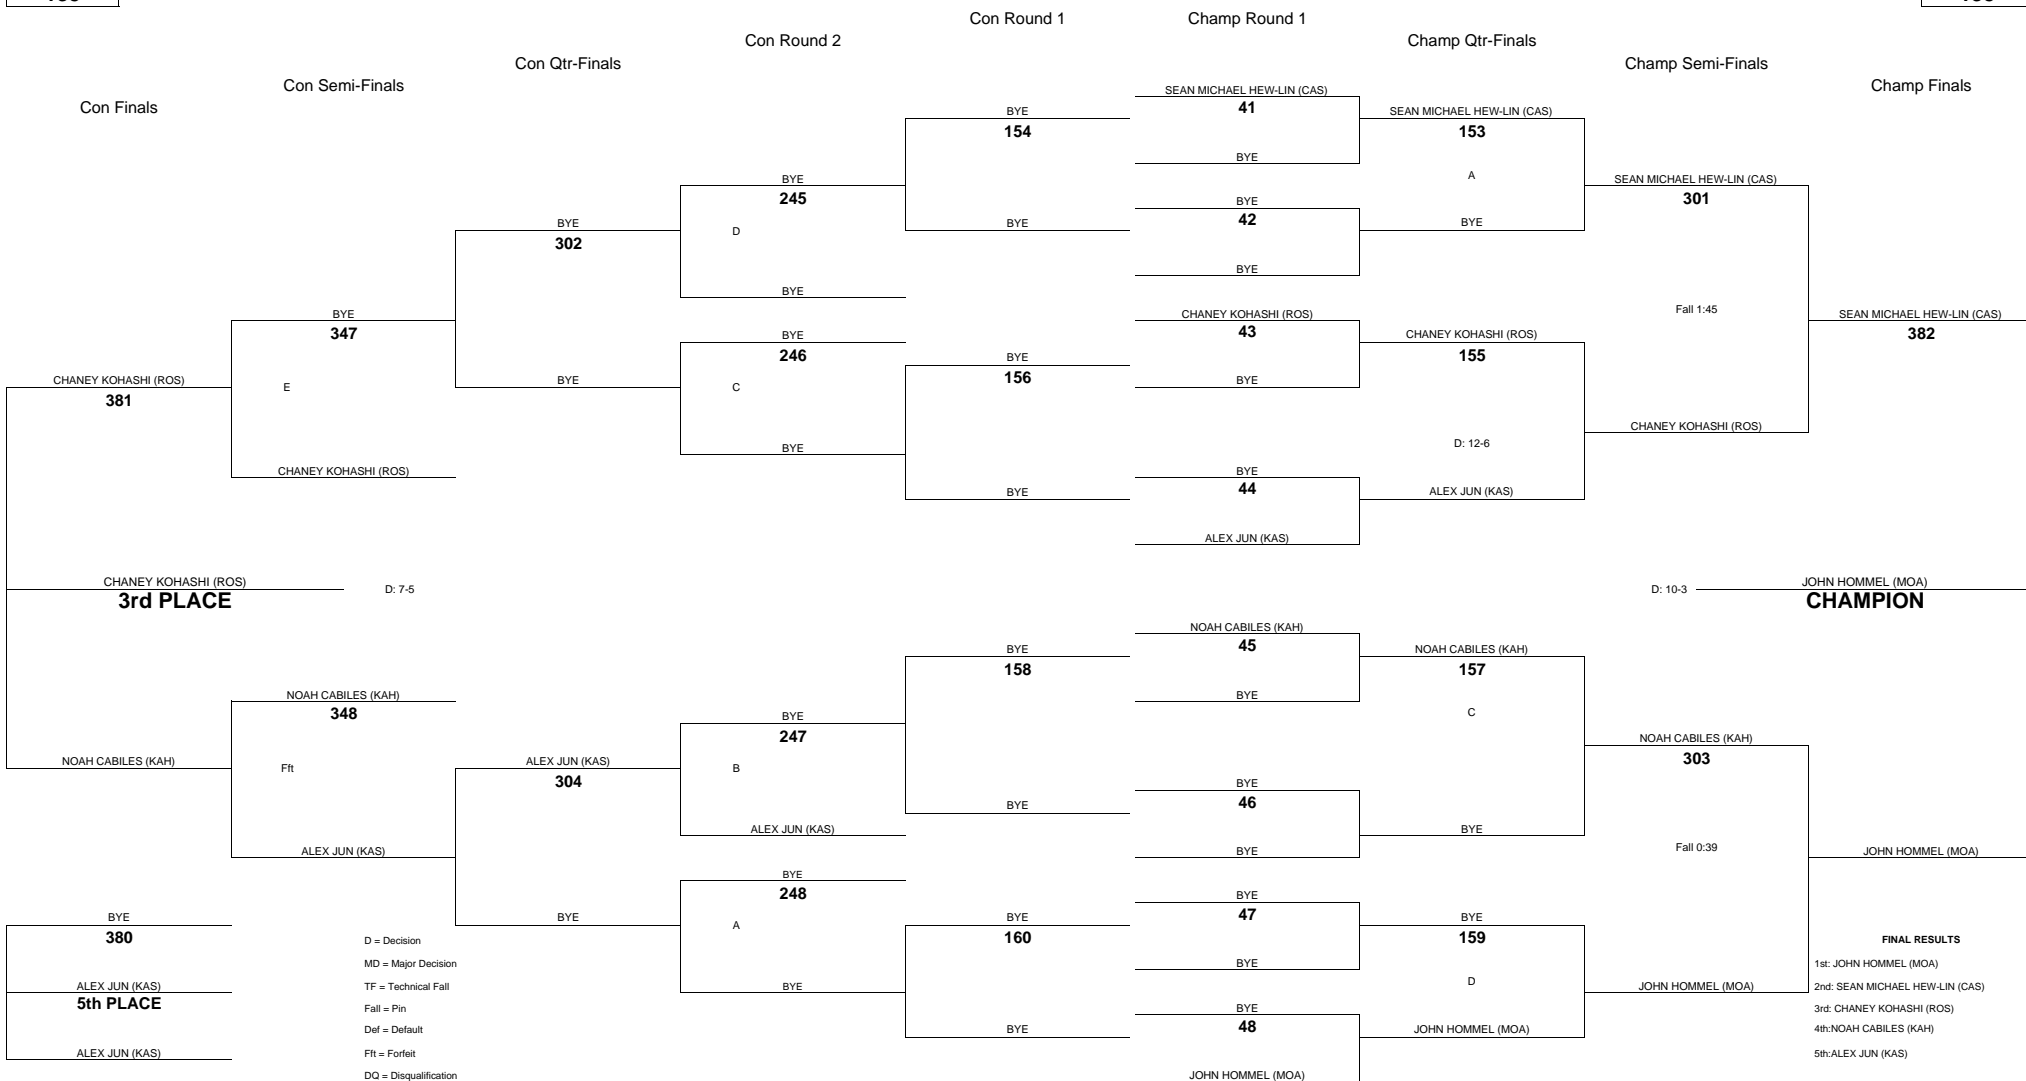 Con Round 1
Champ Round 1
Con Round 2
Champ Qtr-Finals
Con Qtr-Finals
Champ Semi-Finals
Con Semi-Finals
Champ Finals
Con Finals
SEAN MICHAEL HEW-LIN (CAS)
41
BYE
BYE
42
BYE
CHANEY KOHASHI (ROS)
43
BYE
BYE
44
ALEX JUN (KAS)
NOAH CABILES (KAH)
45
BYE
BYE
46
BYE
BYE
47
BYE
BYE
48
JOHN HOMMEL (MOA)
SEAN MICHAEL HEW-LIN (CAS)
153
A
BYE
CHANEY KOHASHI (ROS)
155
D: 12-6
ALEX JUN (KAS)
NOAH CABILES (KAH)
157
C
BYE
BYE
159
D
JOHN HOMMEL (MOA)
SEAN MICHAEL HEW-LIN (CAS)
301
Fall 1:45
CHANEY KOHASHI (ROS)
NOAH CABILES (KAH)
303
Fall 0:39
JOHN HOMMEL (MOA)
SEAN MICHAEL HEW-LIN (CAS)
382
D: 10-3
JOHN HOMMEL (MOA)
CHAMPION
JOHN HOMMEL (MOA)
BYE
154
BYE
BYE
156
BYE
BYE
158
BYE
BYE
160
BYE
BYE
245
D
BYE
BYE
246
C
BYE
BYE
247
B
ALEX JUN (KAS)
BYE
248
A
BYE
BYE
302
BYE
ALEX JUN (KAS)
304
BYE
BYE
347
E
CHANEY KOHASHI (ROS)
NOAH CABILES (KAH)
348
Fft
ALEX JUN (KAS)
CHANEY KOHASHI (ROS)
381
CHANEY KOHASHI (ROS)
3rd PLACE
D: 7-5
NOAH CABILES (KAH)
BYE
380
ALEX JUN (KAS)
5th PLACE
ALEX JUN (KAS)
D = Decision
MD = Major Decision
TF = Technical Fall
Fall = Pin
Def = Default
Fft = Forfeit
DQ = Disqualification
FINAL RESULTS
1st: JOHN HOMMEL (MOA)
2nd: SEAN MICHAEL HEW-LIN (CAS)
3rd: CHANEY KOHASHI (ROS)
4th:NOAH CABILES (KAH)
5th:ALEX JUN (KAS)